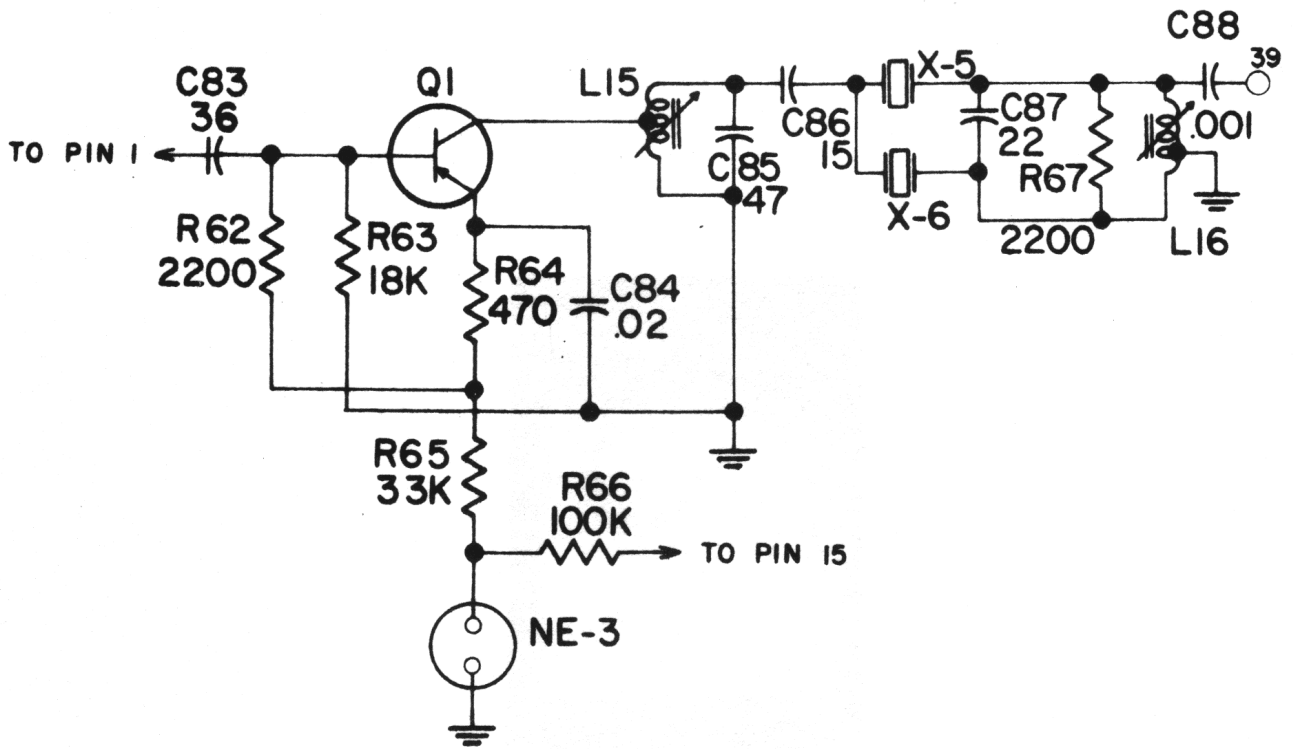 C88
39
C83
36
Q1
L15
X-5
TO PIN 1
C86
15
C85
47
C87
22
.001
R67
X-6
2200
L16
R62
2200
R63
18K
R64
470
C84
.02
R65
33K
R66
100K
TO PIN 15
NE-3